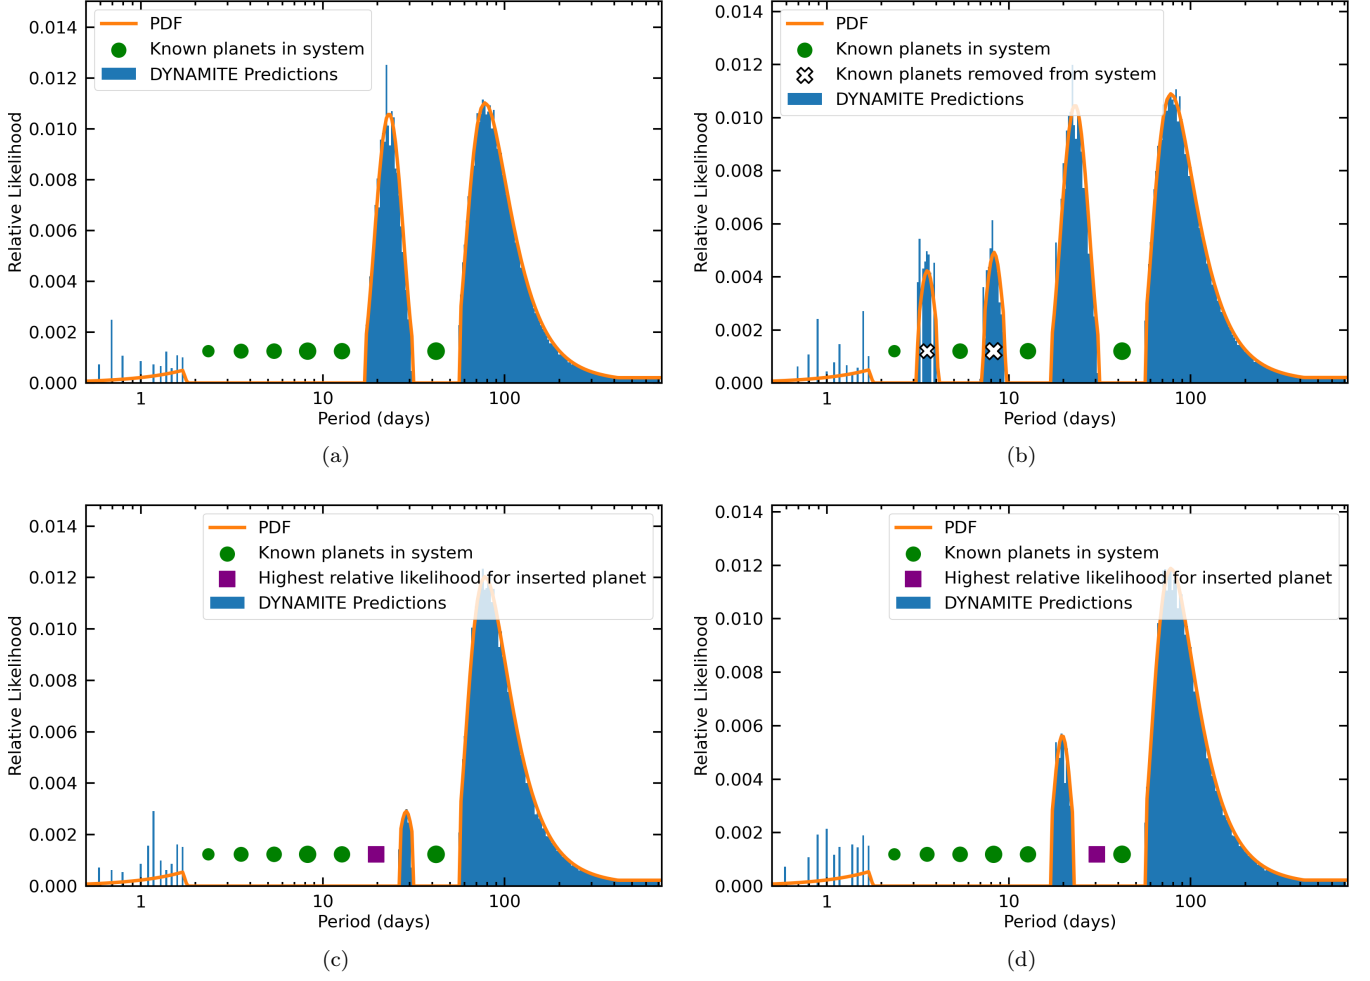 PDF
Known planets in system
DYNAMITE Predictions
Relative Likelihood
0.014
0.012
0.010
0.008
0.006
0.004
0.002
0.000
1
10
100
Period (days)
(a)
PDF
Known planets in system
Known planets removed from system
DYNAMITE Predictions
Relative Likelihood
0.014
0.012
0.010
0.008
0.006
0.004
0.002
0.000
1
10
100
Period (days)
(b)
PDF
Known planets in system
Highest relative likelihood for inserted planet
DYNAMITE Predictions
Relative Likelihood
0.014
0.012
0.010
0.008
0.006
0.004
0.002
0.000
1
10
100
Period (days)
(c)
PDF
Known planets in system
Highest relative likelihood for inserted planet
DYNAMITE Predictions
Relative Likelihood
0.014
0.012
0.010
0.008
0.006
0.004
0.002
0.000
1
10
100
Period (days)
(d)